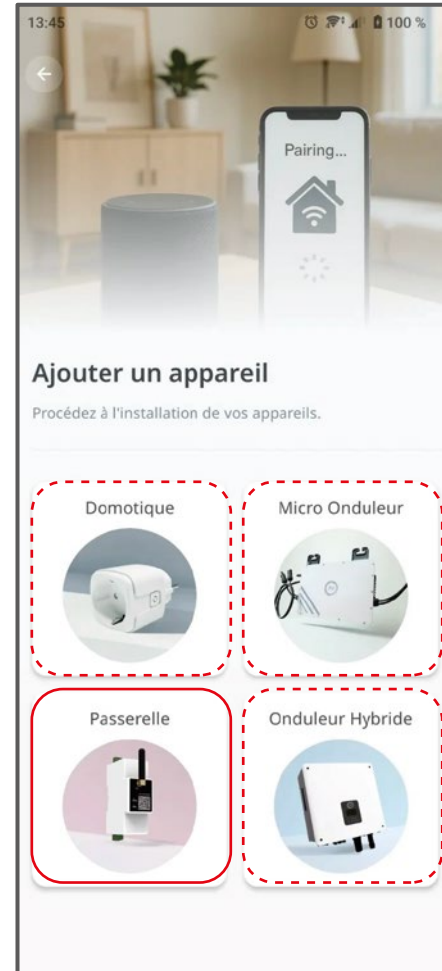 13:45
100 %
Pairing...
Ajouter un appareil
Procédez à l'installation de vos appareils.
Domotique
Micro Onduleur
Passerelle
Onduleur Hybride